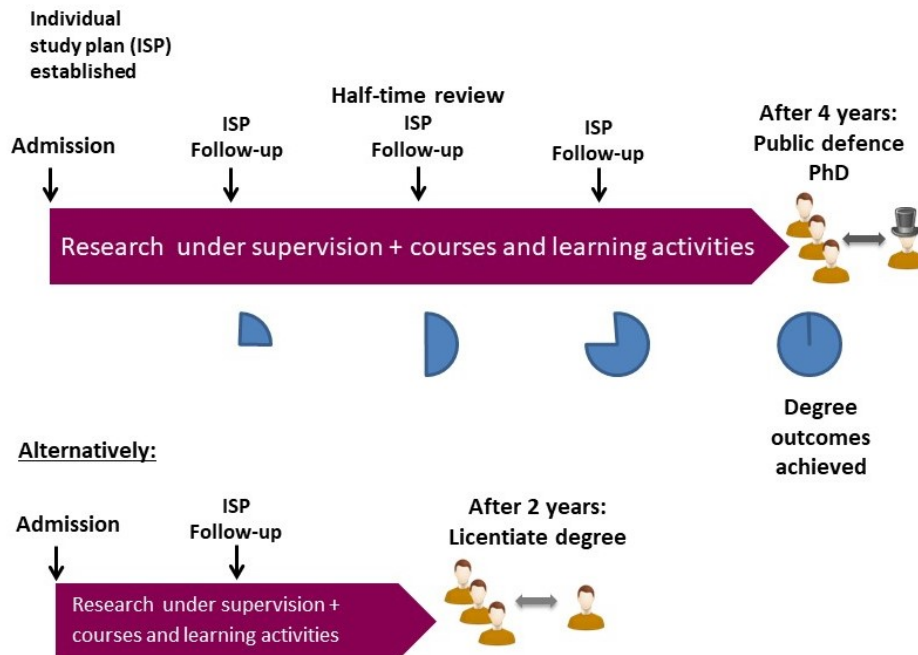 Individual
study plan (ISP)
established
Admission
ISP
Follow-up
Half-time review
ISP
Follow-up
ISP
Follow-up
After 4 years:
Public defence
PhD
Research under supervision + courses and learning activities
Degree
outcomes
achieved
Alternatively:
Admission
ISP
Follow-up
After 2 years:
Licentiate degree
Research under supervision +
courses and learning activities